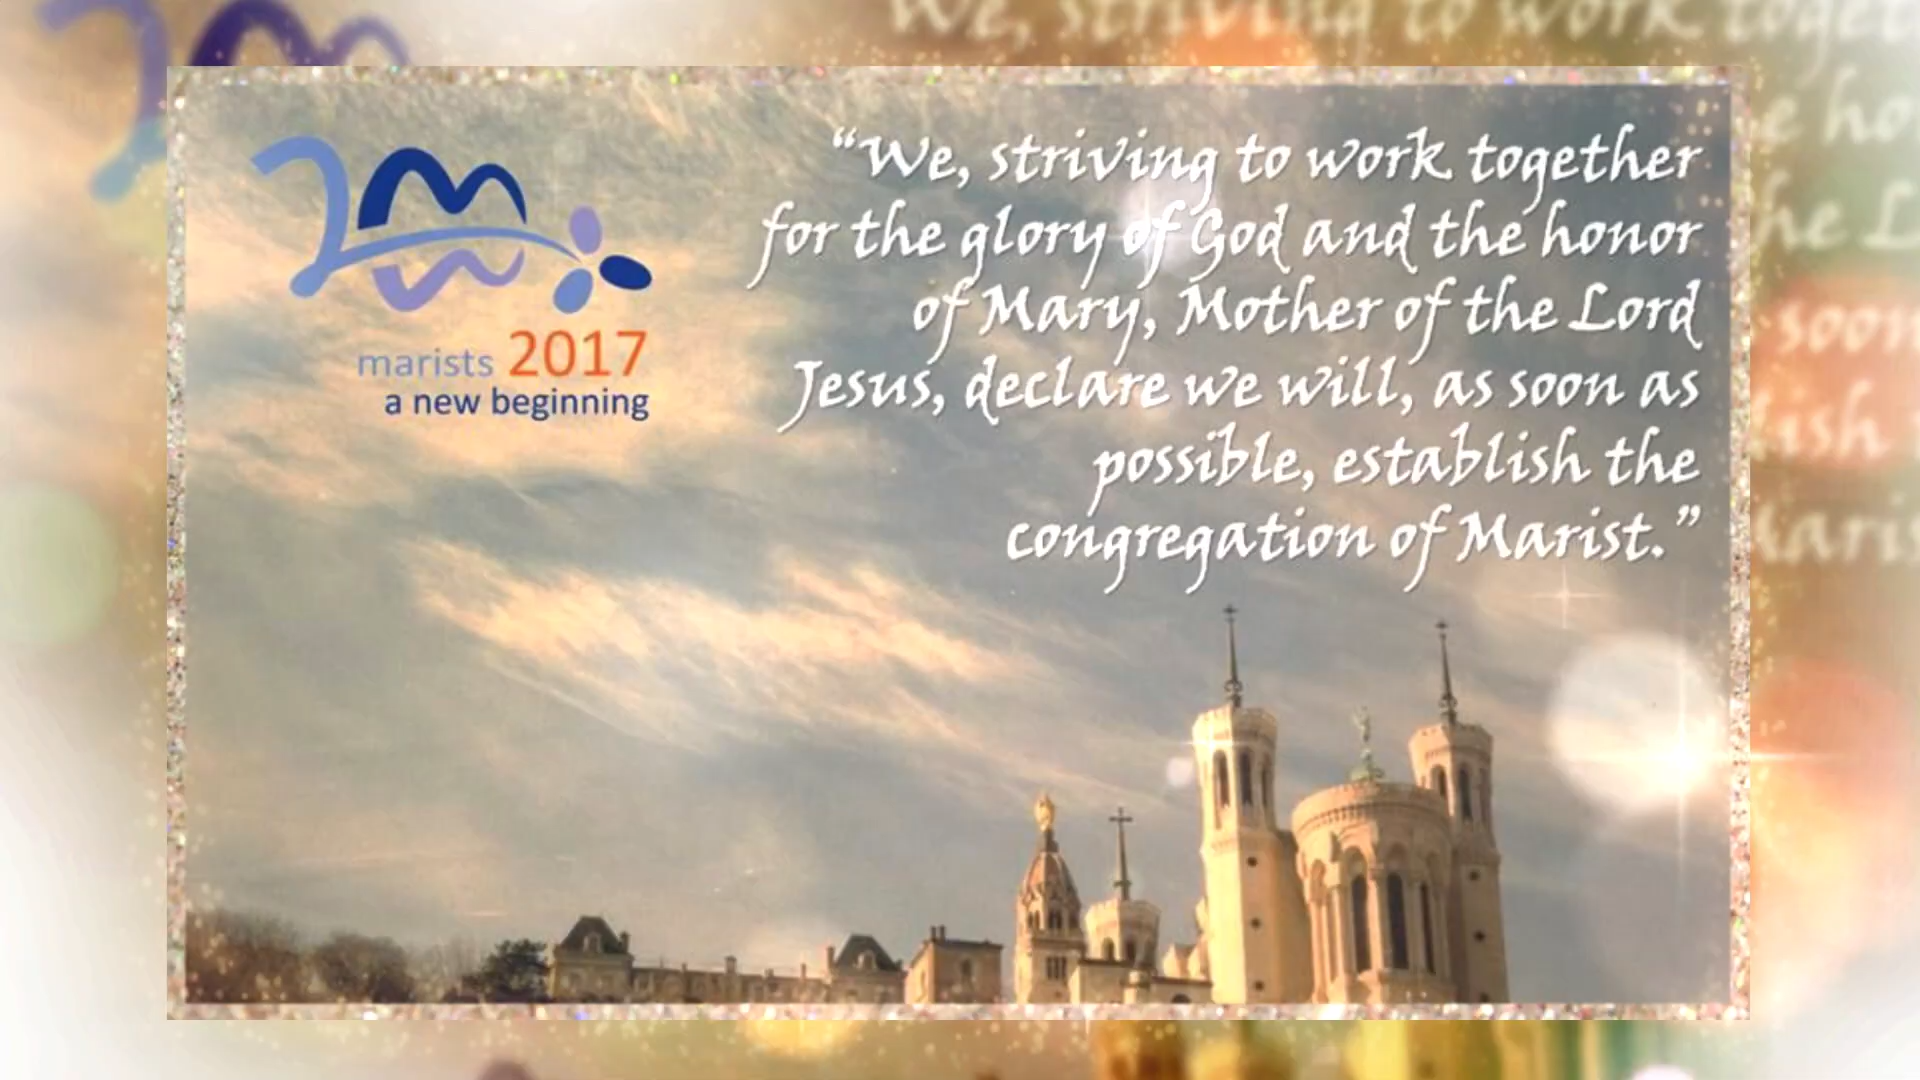 marists 2017
a new beginning
“We, striving to work together
for the glory of God and the honor
of Mary, Mother of the Lord
Jesus, declare we will, as soon as
possible, establish the
congregation of Marist.”